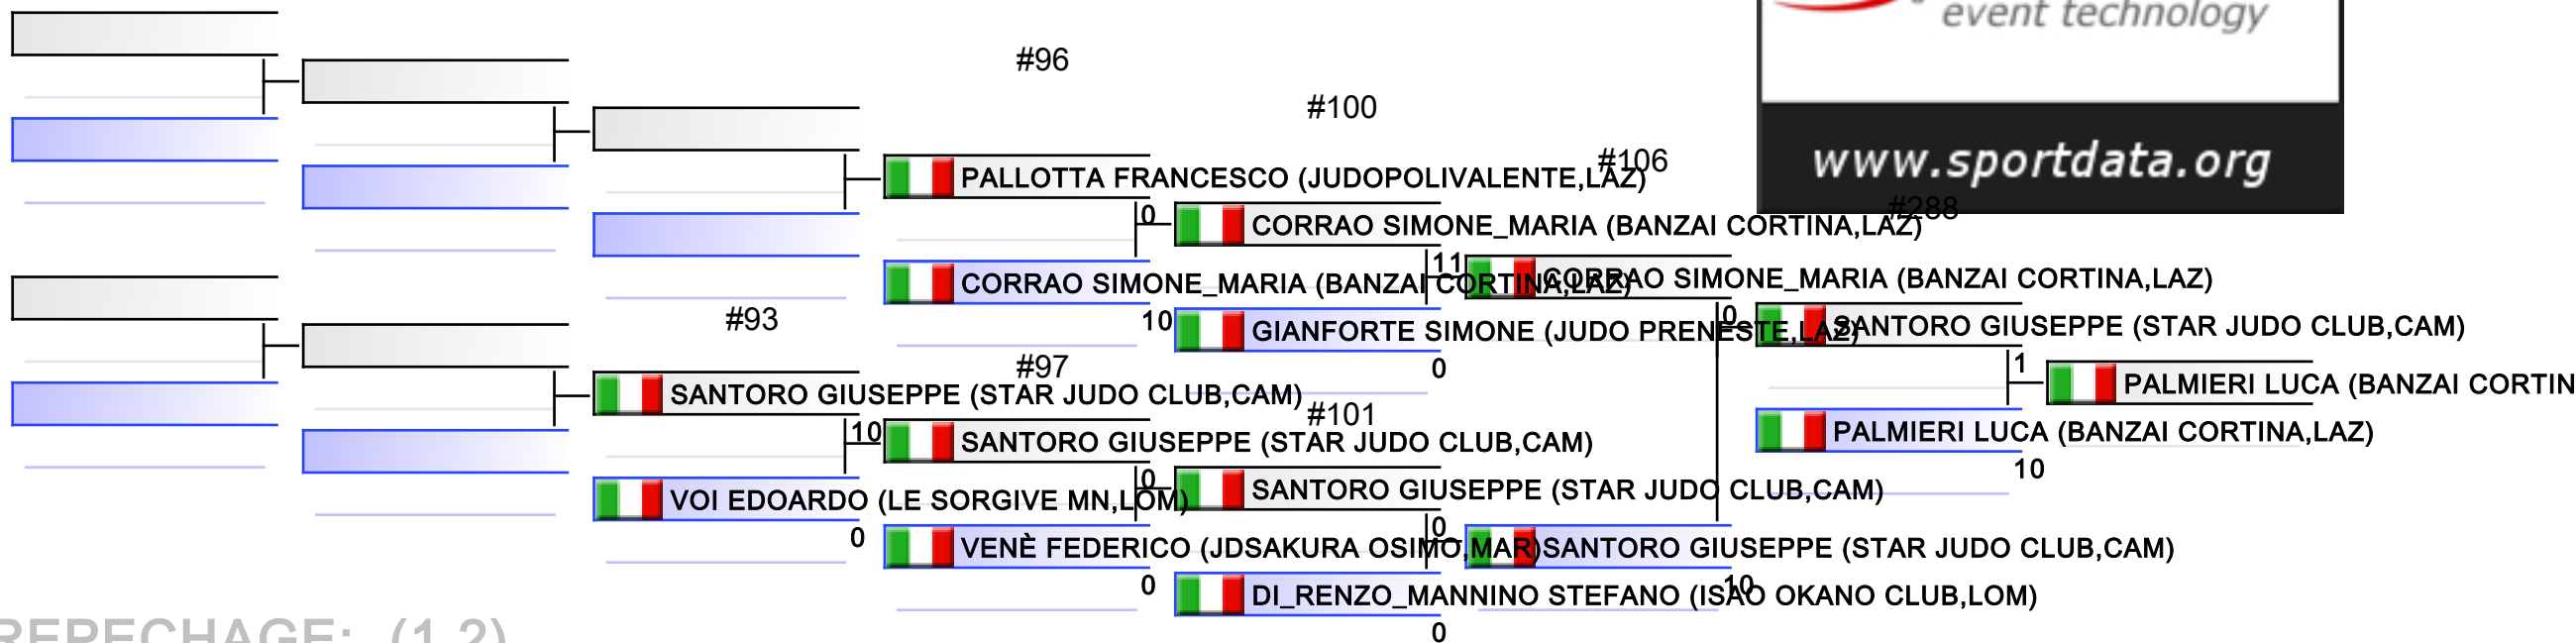 event technology
#96
#100
www.sportdata.org
#106
PALLOTTA FRANCESCO (JUDOPOLIVALENTE,LAZ)
#288
0
CORRAO SIMONE_MARIA (BANZAI CORTINA,LAZ)
11
CORRAO SIMONE_MARIA (BANZAI CORTINA,LAZ)
CORRAO SIMONE_MARIA (BANZAI CORTINA,LAZ)
#93
10
0
GIANFORTE SIMONE (JUDO PRENESTE,LAZ)
SANTORO GIUSEPPE (STAR JUDO CLUB,CAM)
#97
0
1
PALMIERI LUCA (BANZAI CORTIN
SANTORO GIUSEPPE (STAR JUDO CLUB,CAM)
#101
10
SANTORO GIUSEPPE (STAR JUDO CLUB,CAM)
PALMIERI LUCA (BANZAI CORTINA,LAZ)
10
0
SANTORO GIUSEPPE (STAR JUDO CLUB,CAM)
VOI EDOARDO (LE SORGIVE MN,LOM)
0
0
VENÈ FEDERICO (JDSAKURA OSIMO,MAR)
SANTORO GIUSEPPE (STAR JUDO CLUB,CAM)
0
10
DI_RENZO_MANNINO STEFANO (ISAO OKANO CLUB,LOM)
0
REPECHAGE: (1,2)